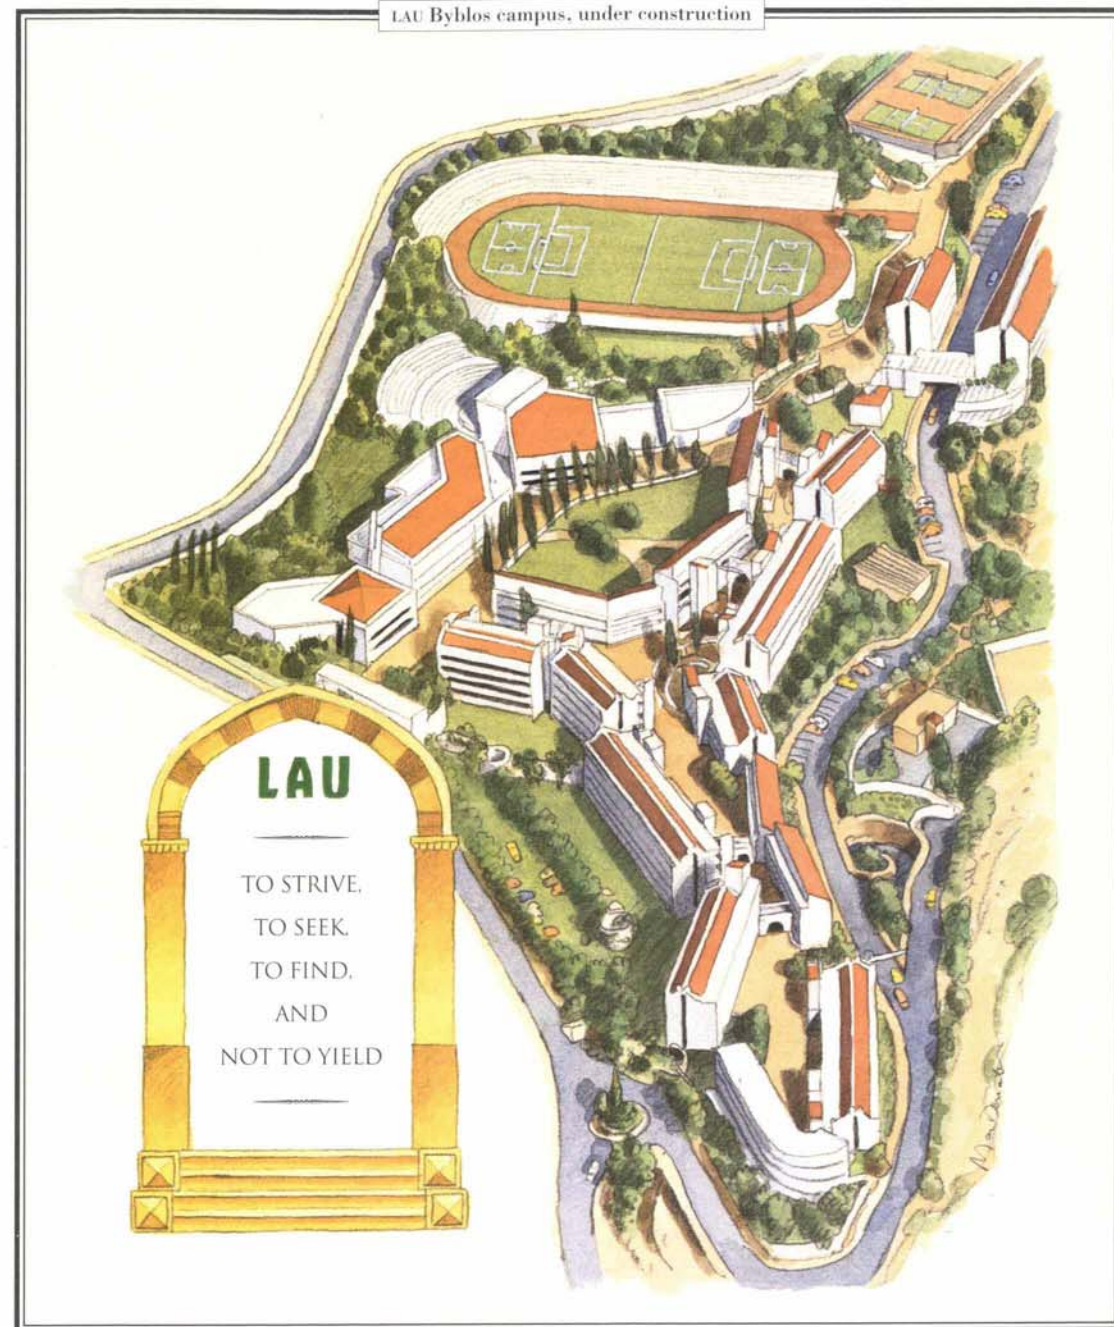 LAU Byblos campus, under construction
LAU
TO STRIVE,
TO SEEK,
TO FIND,
AND
NOT TO YIELD